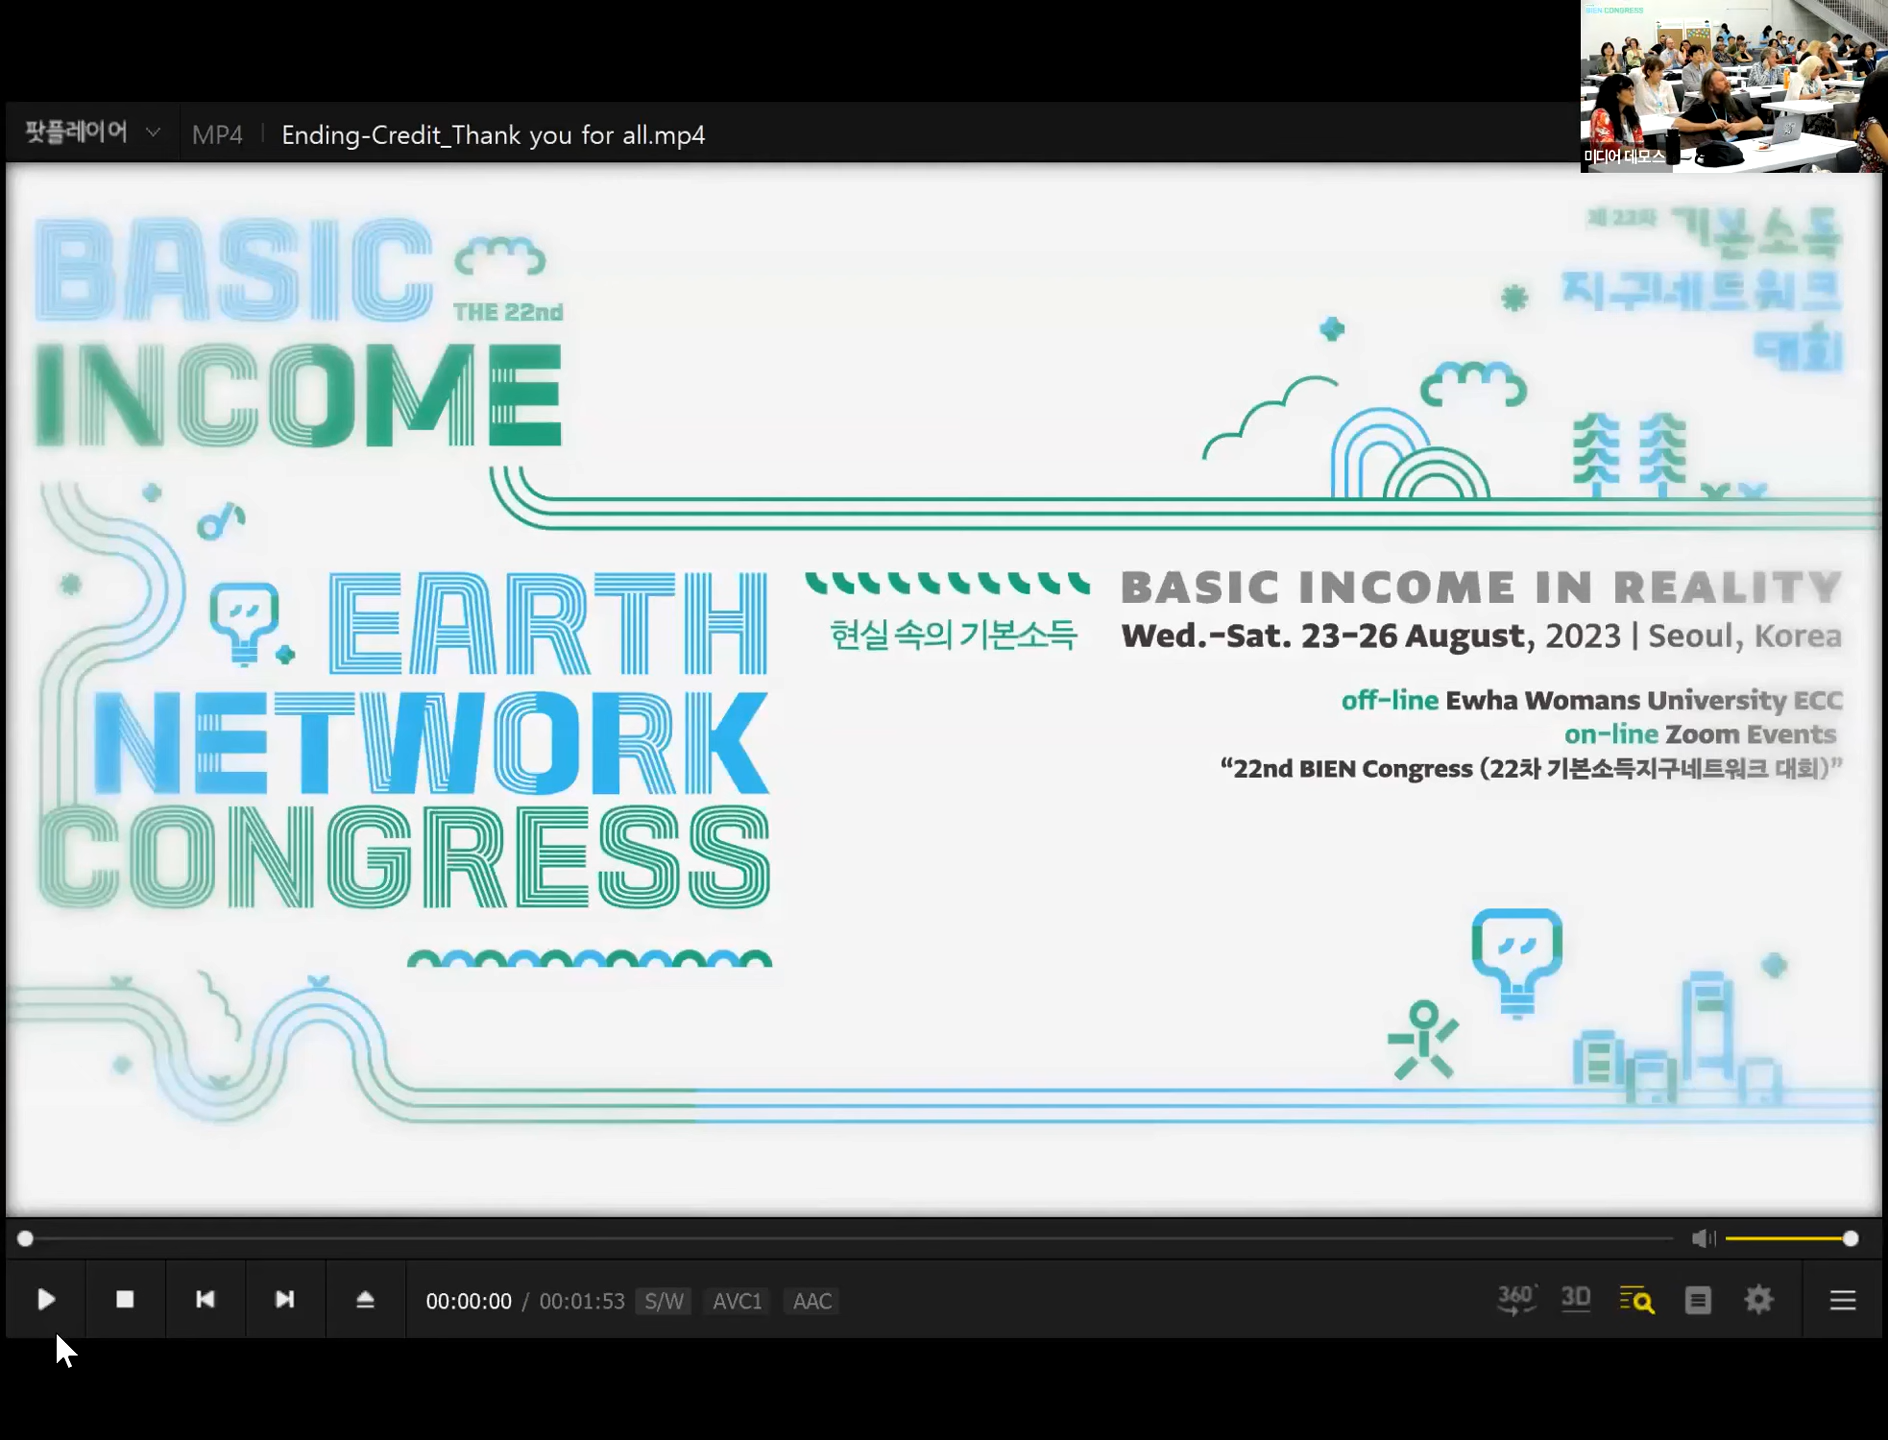 BIEN CONGRESS
미디어 데모스
팟플레이어
MP4
Ending-Credit_Thank you for all.mp4
BASIC
THE 22nd
INCOME
제 22차 기본소득
지구네트워크
대회
EARTH
NETWORK
CONGRESS
현실 속의 기본소득
BASIC INCOME IN REALITY
Wed.-Sat. 23-26 August, 2023 | Seoul, Korea
off-line Ewha Womans University ECC
on-line Zoom Events
“22nd BIEN Congress (22차 기본소득지구네트워크 대회)”
00:00:00 / 00:01:53 S/W AVC1 AAC
360° 3D